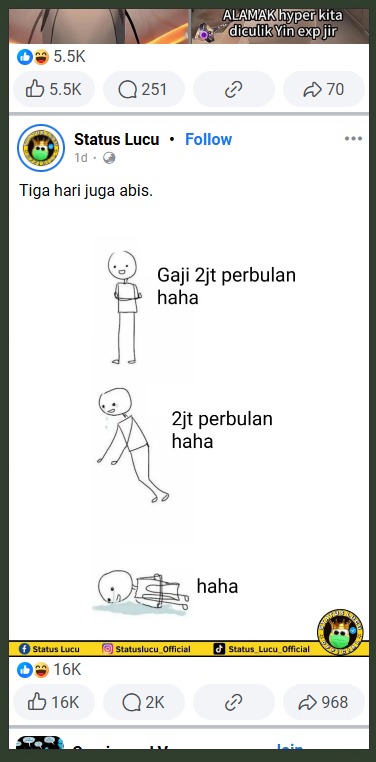 ALAMAK hyper kita
diculik Yin exp jir
5.5K
5.5K
251
70
Status Lucu • Follow
1d
Tiga hari juga abis.
Gaji 2jt perbulan
haha
2jt perbulan
haha
haha
Status Lucu
Statuslucu_Official
Status_Lucu_Official
16K
16K
2K
968